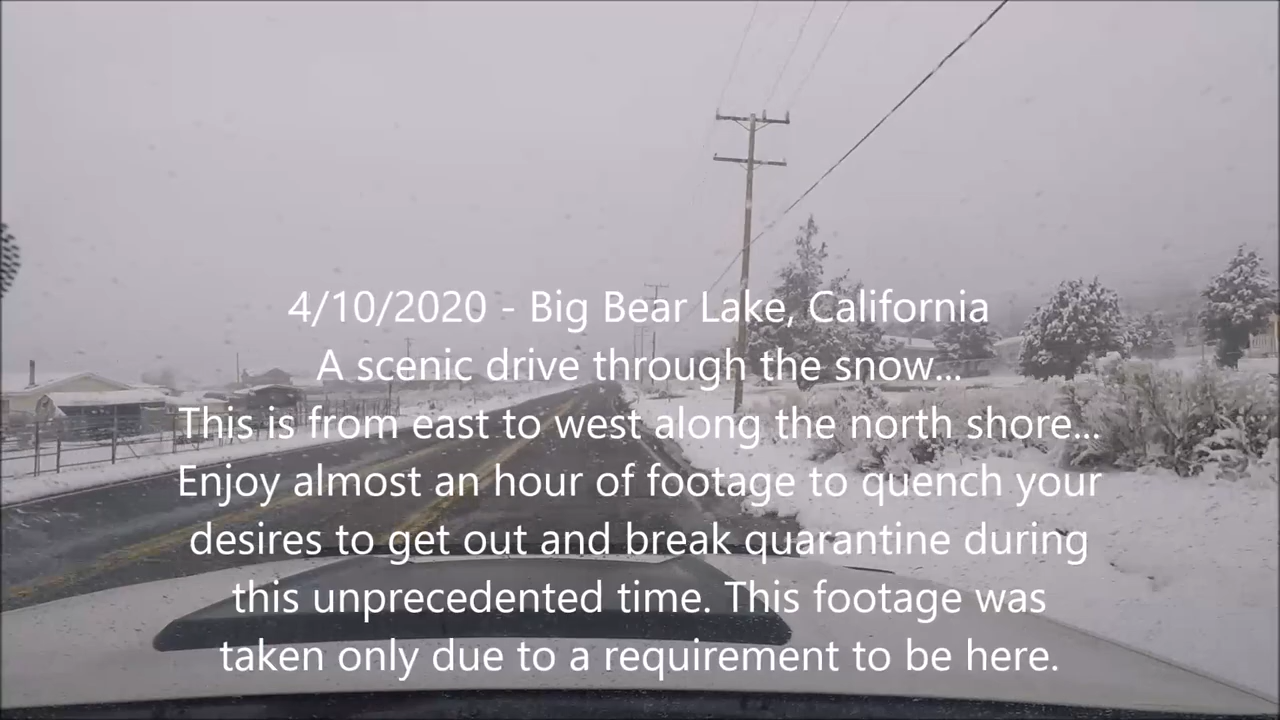 4/10/2020 - Big Bear Lake, California
A scenic drive through the snow...
This is from east to west along the north shore...
Enjoy almost an hour of footage to quench your
desires to get out and break quarantine during
this unprecedented time. This footage was
taken only due to a requirement to be here.